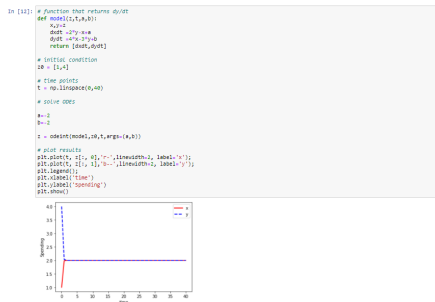 In [12]: # function that returns dy/dt
def model(z,t,a,b):
x,y=z
dxdt =2*y-x+a
dydt =4*x-3*y+b
return [dxdt,dydt]
# initial condition
z0 = [1,4]
# time points
t = np.linspace(0,40)
# solve ODEs
a=-2
b=-2
z = odeint(model,z0,t,args=(a,b))
# plot results
plt.plot(t, z[:, 0],'r-',linewidth=2, label='x');
plt.plot(t, z[:, 1],'b--',linewidth=2, label='y');
plt.legend();
plt.xlabel('time')
plt.ylabel('Spending')
plt.show()
4.0
3.5
3.0
2.5
2.0
1.5
1.0
Spending
x
y
0 5 10 15 20 25 30 35 40